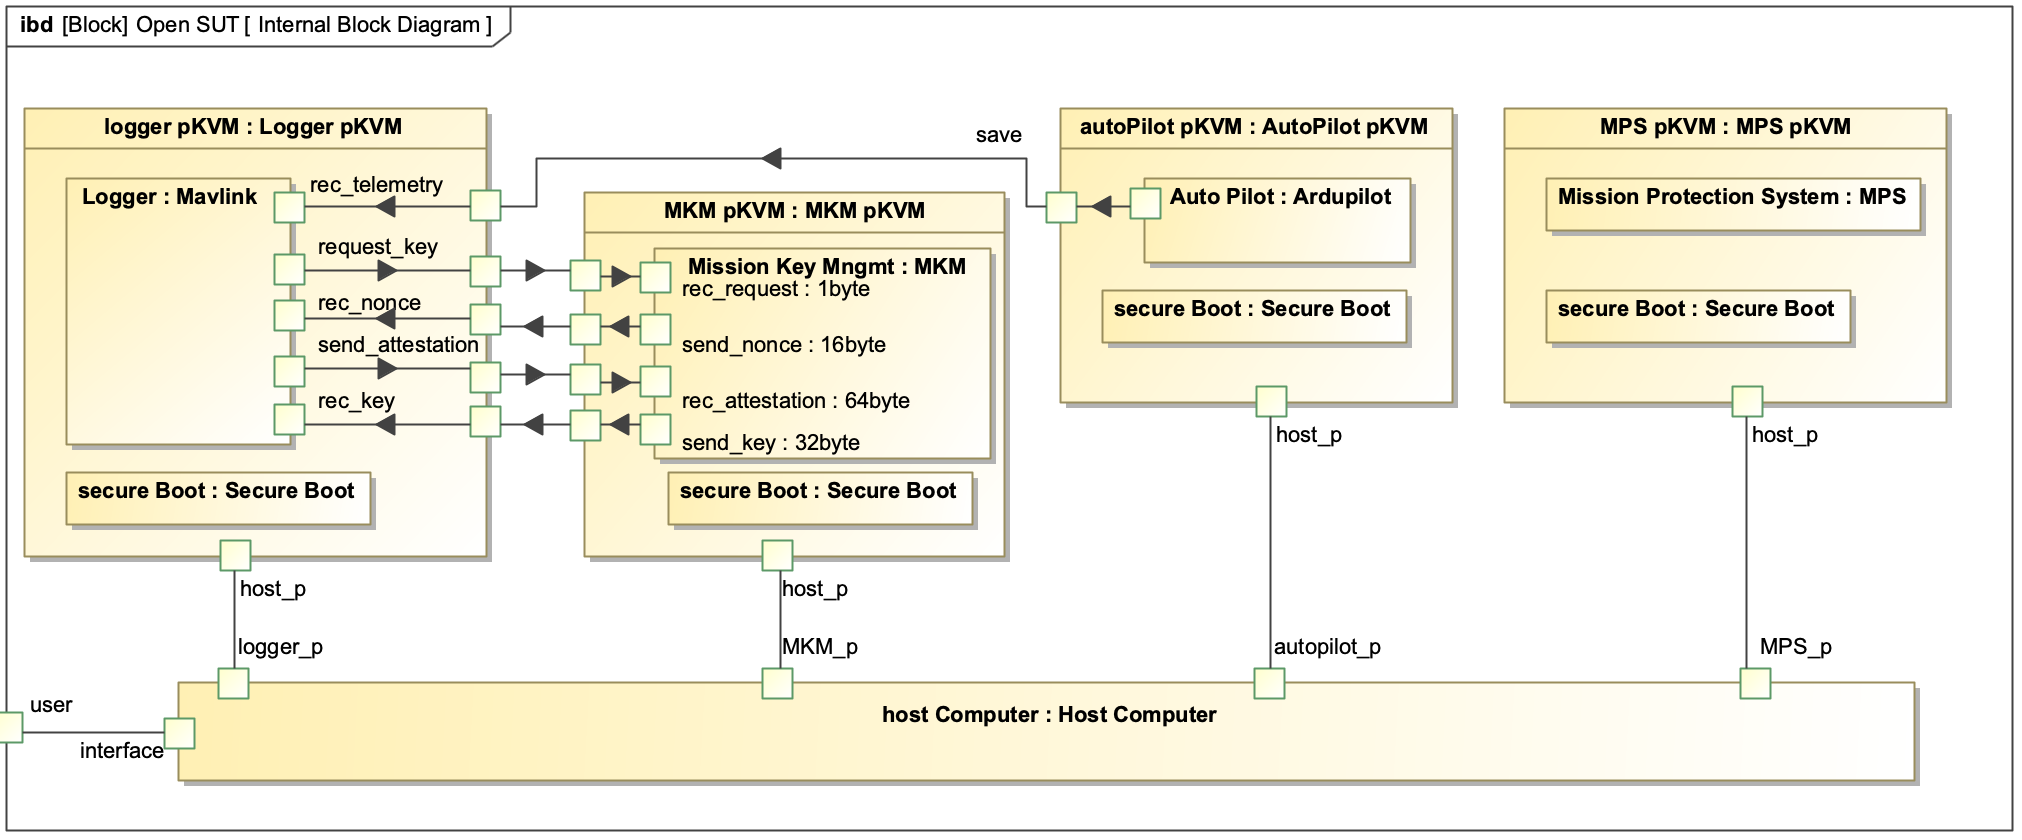 ibd [Block] Open SUT [ Internal Block Diagram ]
logger pKVM : Logger pKVM
Logger : Mavlink
rec_telemetry
request_key
rec_nonce
send_attestation
rec_key
secure Boot : Secure Boot
host_p
save
MKM pKVM : MKM pKVM
Mission Key Mngmt : MKM
rec_request : 1byte
send_nonce : 16byte
rec_attestation : 64byte
send_key : 32byte
secure Boot : Secure Boot
host_p
autoPilot pKVM : AutoPilot pKVM
Auto Pilot : Ardupilot
secure Boot : Secure Boot
host_p
MPS pKVM : MPS pKVM
Mission Protection System : MPS
secure Boot : Secure Boot
host_p
logger_p
MKM_p
autopilot_p
MPS_p
user
interface
host Computer : Host Computer